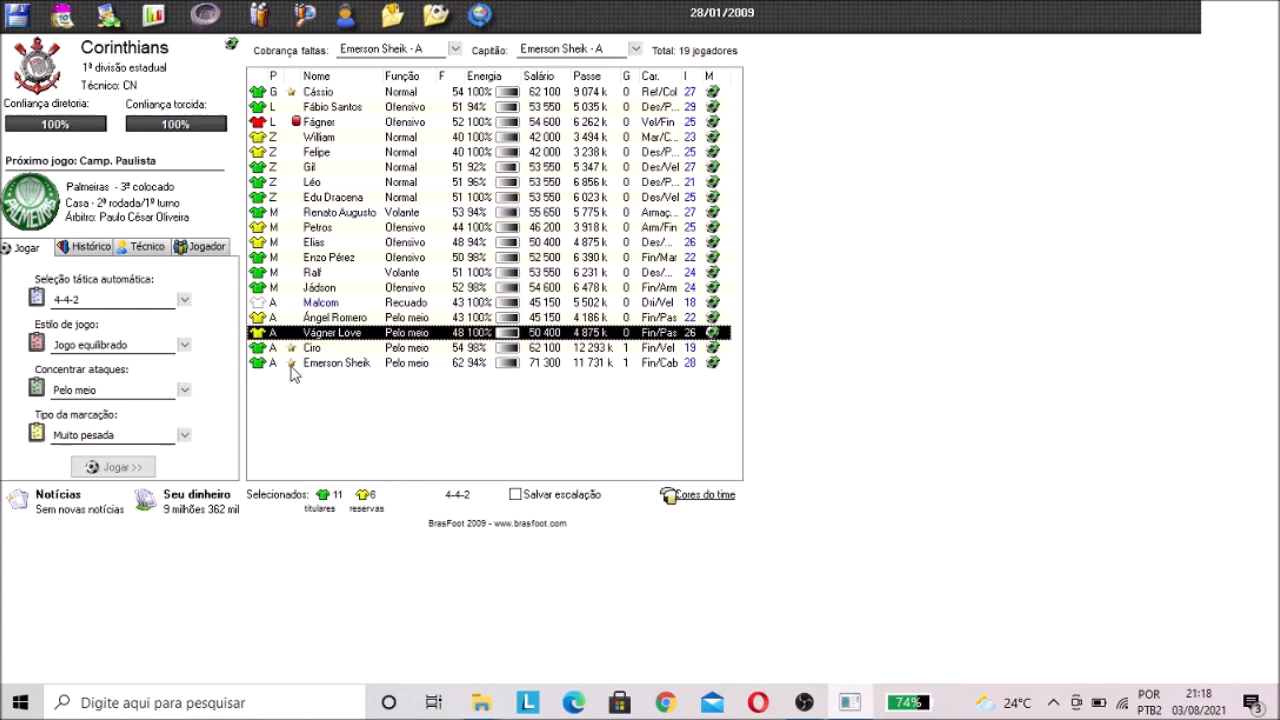 28/01/2009
Corinthians
1ª divisão estadual
Técnico: CN
Confiança diretoria: Confiança torcida:
100% 100%
Próximo jogo: Camp. Paulista
PALMEIRAS
Palmeiras - 3ª colocado
Casa - 2ª rodada/1º turno
Árbitro: Paulo César Oliveira
Jogar Histórico Técnico Jogador
Seleção tática automática:
4-4-2
Estilo de jogo:
Jogo equilibrado
Concentrar ataques:
Pelo meio
Tipo da marcação:
Muito pesada
Jogar >>
Notícias
Sem novas notícias
Seu dinheiro
9 milhões 362 mil
Cobrança faltas: Emerson Sheik - A Capitão: Emerson Sheik - A Total: 19 jogadores
P Nome Função F Energia Salário Passe G Car. I M
G Cássio Normal 54 100% 62 100 9 074 k 0 Ref/Col 27
L Fábio Santos Ofensivo 51 94% 53 550 5 035 k 0 Des/P... 29
L Fágner Ofensivo 52 100% 54 600 6 262 k 0 Vel/Fin 25
Z William Normal 40 100% 42 000 3 494 k 0 Mar/C... 23
Z Felipe Normal 40 100% 42 000 3 238 k 0 Des/P... 25
Z Gil Normal 51 92% 53 550 5 347 k 0 Des/Vel 27
Z Léo Normal 51 96% 53 550 6 856 k 0 Des/P... 21
Z Edu Dracena Normal 51 100% 53 550 6 023 k 0 Des/Vel 25
M Renato Augusto Volante 53 94% 55 650 5 775 k 0 Armaç... 27
M Petros Ofensivo 44 100% 46 200 3 918 k 0 Arm/Fin 25
M Elias Ofensivo 48 94% 50 400 4 875 k 0 Des/... 26
M Enzo Pérez Ofensivo 50 98% 52 500 6 390 k 0 Fin/Mar 22
M Ralf Volante 51 100% 53 550 6 231 k 0 Des/... 24
M Jádson Ofensivo 52 98% 54 600 6 478 k 0 Fin/Arm 24
A Malcom Recuado 43 100% 45 150 5 502 k 0 Dri/Vel 18
A Ángel Romero Pelo meio 43 100% 45 150 4 186 k 0 Fin/Pas 22
A Vágner Love Pelo meio 48 100% 50 400 4 875 k 0 Fin/Pas 26
A Ciro Pelo meio 54 98% 62 100 12 293 k 1 Fin/Vel 19
A Emerson Sheik Pelo meio 62 94% 71 300 11 731 k 1 Fin/Cab 28
Selecionados: 11 6 4-4-2 Salvar escalação Cores do time
titulares reservas
BrasFoot 2009 - www.brasfoot.com
Digite aqui para pesquisar
74% 24°C POR 21:18
PTB2 03/08/2021
3